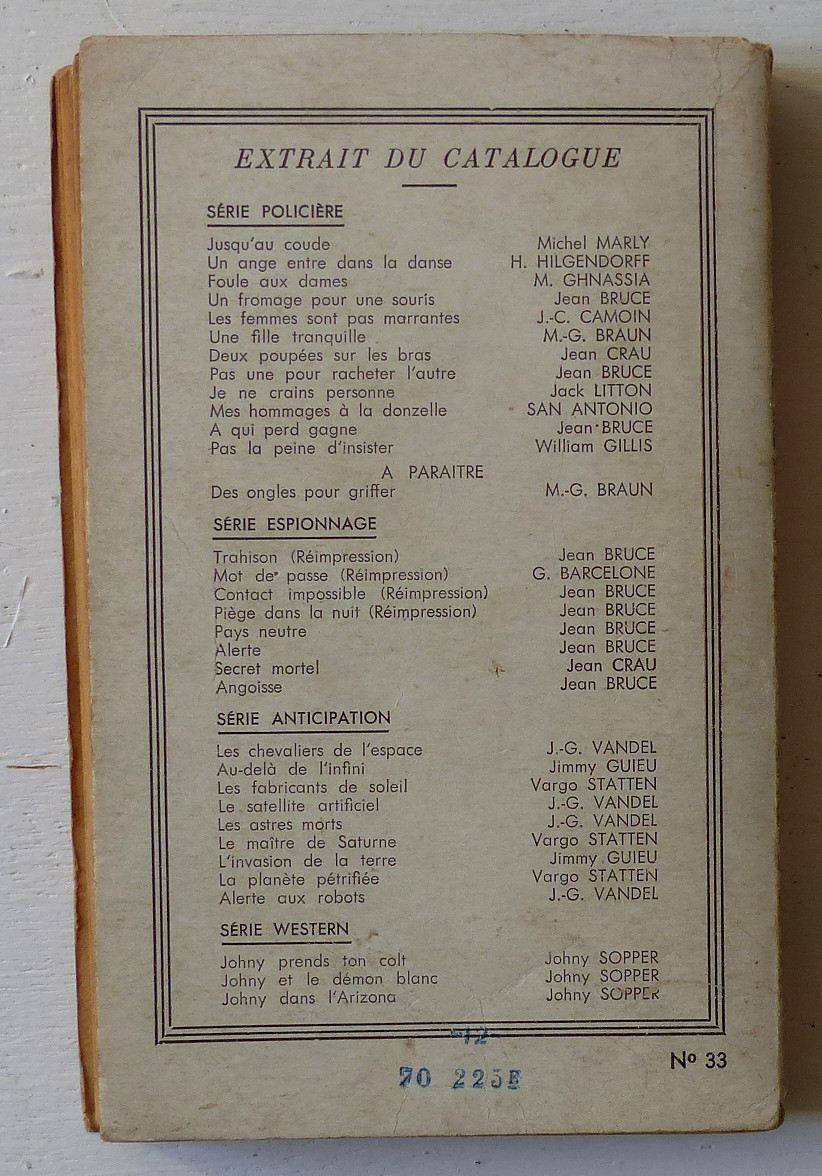 EXTRAIT DU CATALOGUE
SÉRIE POLICIÈRE
Jusqu'au coude Michel MARLY
Un ange entre dans la danse H. HILGENDORFF
Foule aux dames M. GHNASSIA
Un fromage pour une souris Jean BRUCE
Les femmes sont pas marrantes J.-C. CAMOIN
Une fille tranquille M.-G. BRAUN
Deux poupées sur les bras Jean CRAU
Pas une pour racheter l'autre Jean BRUCE
Je ne crains personne Jack LITTON
Mes hommages à la donzelle SAN ANTONIO
A qui perd gagne Jean BRUCE
Pas la peine d'insister William GILLIS
A PARAITRE
Des ongles pour griffer M.-G. BRAUN
SÉRIE ESPIONNAGE
Trahison (Réimpression) Jean BRUCE
Mot de passe (Réimpression) G. BARCELONE
Contact impossible (Réimpression) Jean BRUCE
Piège dans la nuit (Réimpression) Jean BRUCE
Pays neutre Jean BRUCE
Alerte Jean BRUCE
Secret mortel Jean CRAU
Angoisse Jean BRUCE
SÉRIE ANTICIPATION
Les chevaliers de l'espace J.-G. VANDEL
Au-delà de l'infini Jimmy GUIEU
Les fabricants de soleil Vargo STATTEN
Le satellite artificiel J.-G. VANDEL
Les astres morts J.-G. VANDEL
Le maître de Saturne Vargo STATTEN
L'invasion de la terre Jimmy GUIEU
La planète pétrifiée Vargo STATTEN
Alerte aux robots J.-G. VANDEL
SÉRIE WESTERN
Johny prends ton colt Johny SOPPER
Johny et le démon blanc Johny SOPPER
Johny dans l'Arizona Johny SOPPER
Nº 33